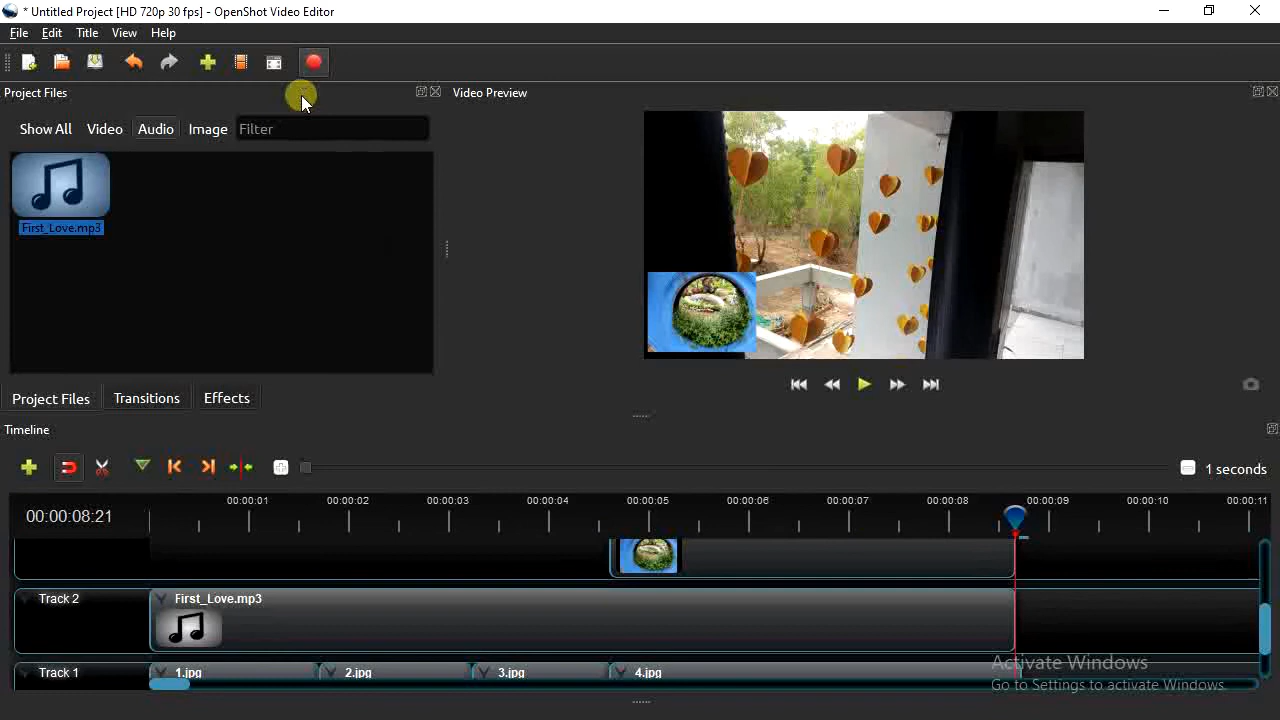 * Untitled Project [HD 720p 30 fps] - OpenShot Video Editor
File Edit Title View Help
Project Files
Video Preview
Show All Video Audio Image Filter
First_Love.mp3
Project Files Transitions Effects
Timeline
1 seconds
00:00:08:21
00:00:01 00:00:02 00:00:03 00:00:04 00:00:05 00:00:06 00:00:07 00:00:08 00:00:09 00:00:10 00:00:11
Track 2
First_Love.mp3
Track 1
1.jpg
2.jpg
3.jpg
4.jpg
Activate Windows
Go to Settings to activate Windows.